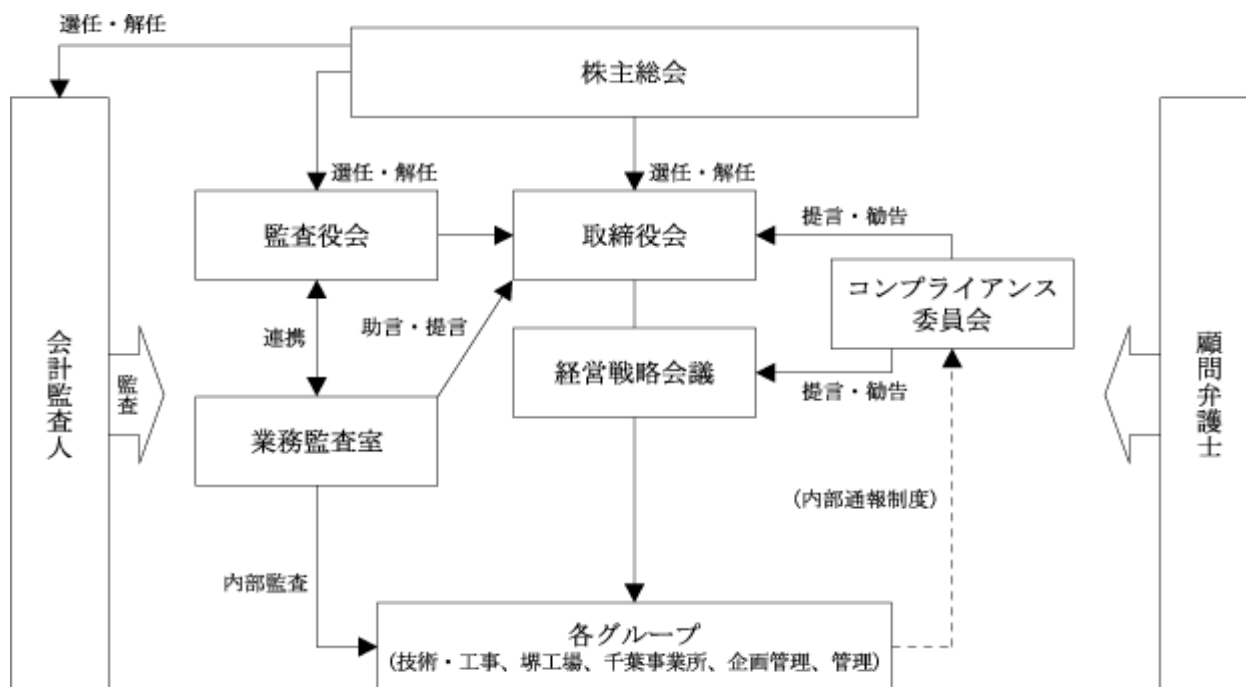 選任・解任
株主総会
選任・解任
選任・解任
監査役会
取締役会
提言・勧告
コンプライアンス
委員会
連携
助言・提言
会計監査人
監査
経営戦略会議
提言・勧告
顧問弁護士
業務監査室
(内部通報制度)
内部監査
各グループ
(技術・工事、堺工場、千葉事業所、企画管理、管理)